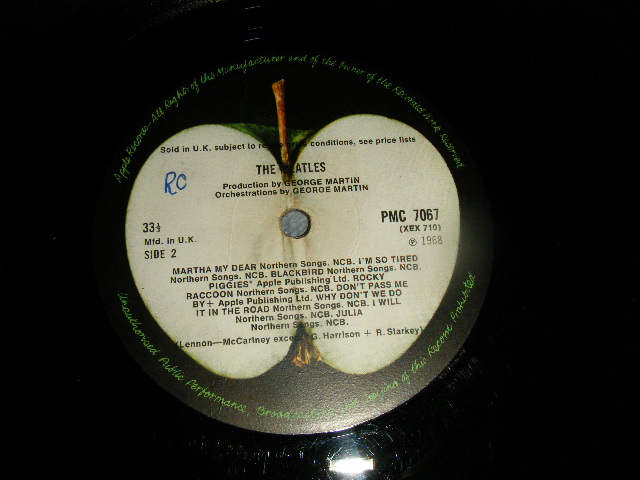 Apple Records. All Rights of the Manufacturer and of the Owner of the Recorded Work Reserved
Sold in U.K. subject to resale price conditions, see price lists
THE BEATLES
RC
Production by GEORGE MARTIN
Orchestrations by GEORGE MARTIN
33⅓
PMC 7067
(XEX 710)
Mfd. in U.K.
℗ 1968
SIDE 2
MARTHA MY DEAR Northern Songs. NCB. I'M SO TIRED
Northern Songs. NCB. BLACKBIRD Northern Songs. NCB.
PIGGIES* Apple Publishing Ltd. ROCKY
RACCOON Northern Songs. NCB. DON'T PASS ME
BY+ Apple Publishing Ltd. WHY DON'T WE DO
IT IN THE ROAD Northern Songs. NCB. I WILL
Northern Songs. NCB. JULIA
Northern Songs. NCB.
(Lennon—McCartney except *G. Harrison + R. Starkey)
Unauthorised Public Performance, Broadcasting and Copying of this Record Prohibited